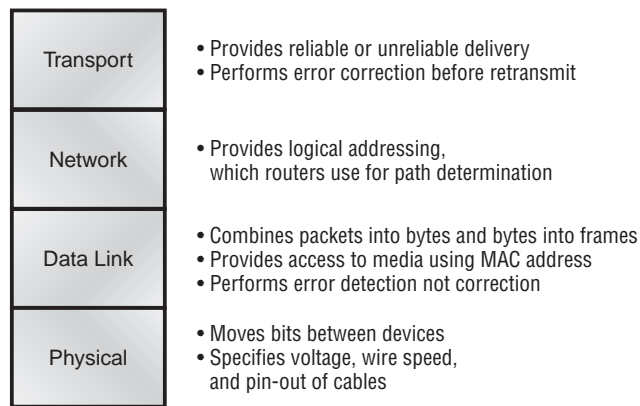 Transport
• Provides reliable or unreliable delivery
• Performs error correction before retransmit
Network
• Provides logical addressing,
which routers use for path determination
Data Link
• Combines packets into bytes and bytes into frames
• Provides access to media using MAC address
• Performs error detection not correction
Physical
• Moves bits between devices
• Specifies voltage, wire speed,
and pin-out of cables